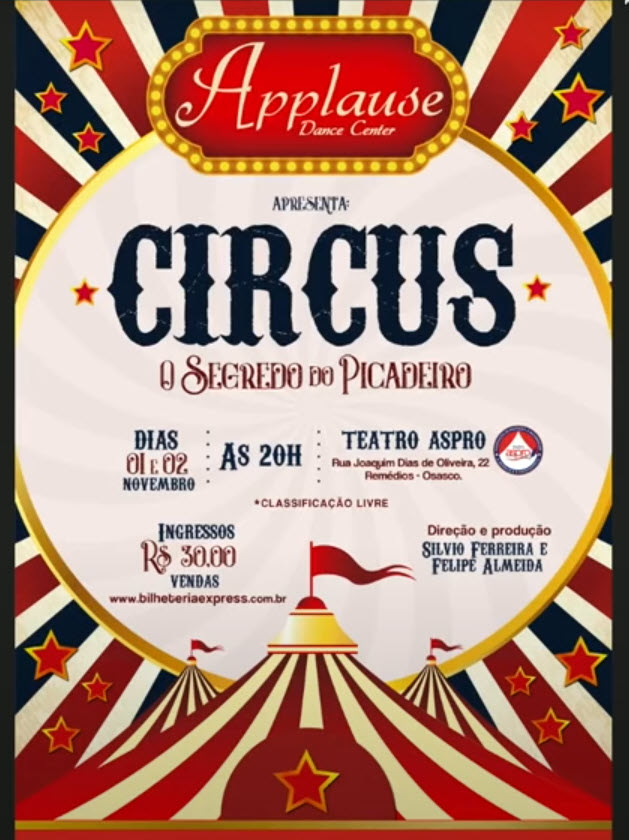 Applause
Dance Center
APRESENTA:
CIRCUS
O SEGREDO DO PICADEIRO
DIAS
01 E 02
NOVEMBRO
AS 20H
TEATRO ASPRO
Rua Joaquim Dias de Oliveira, 22
Remédios - Osasco.
aspro
*CLASSIFICAÇÃO LIVRE
INGRESSOS
R$ 30.00
VENDAS
www.bilheteriaexpress.com.br
Direção e produção
SILVIO FERREIRA E
FELIPE ALMEIDA